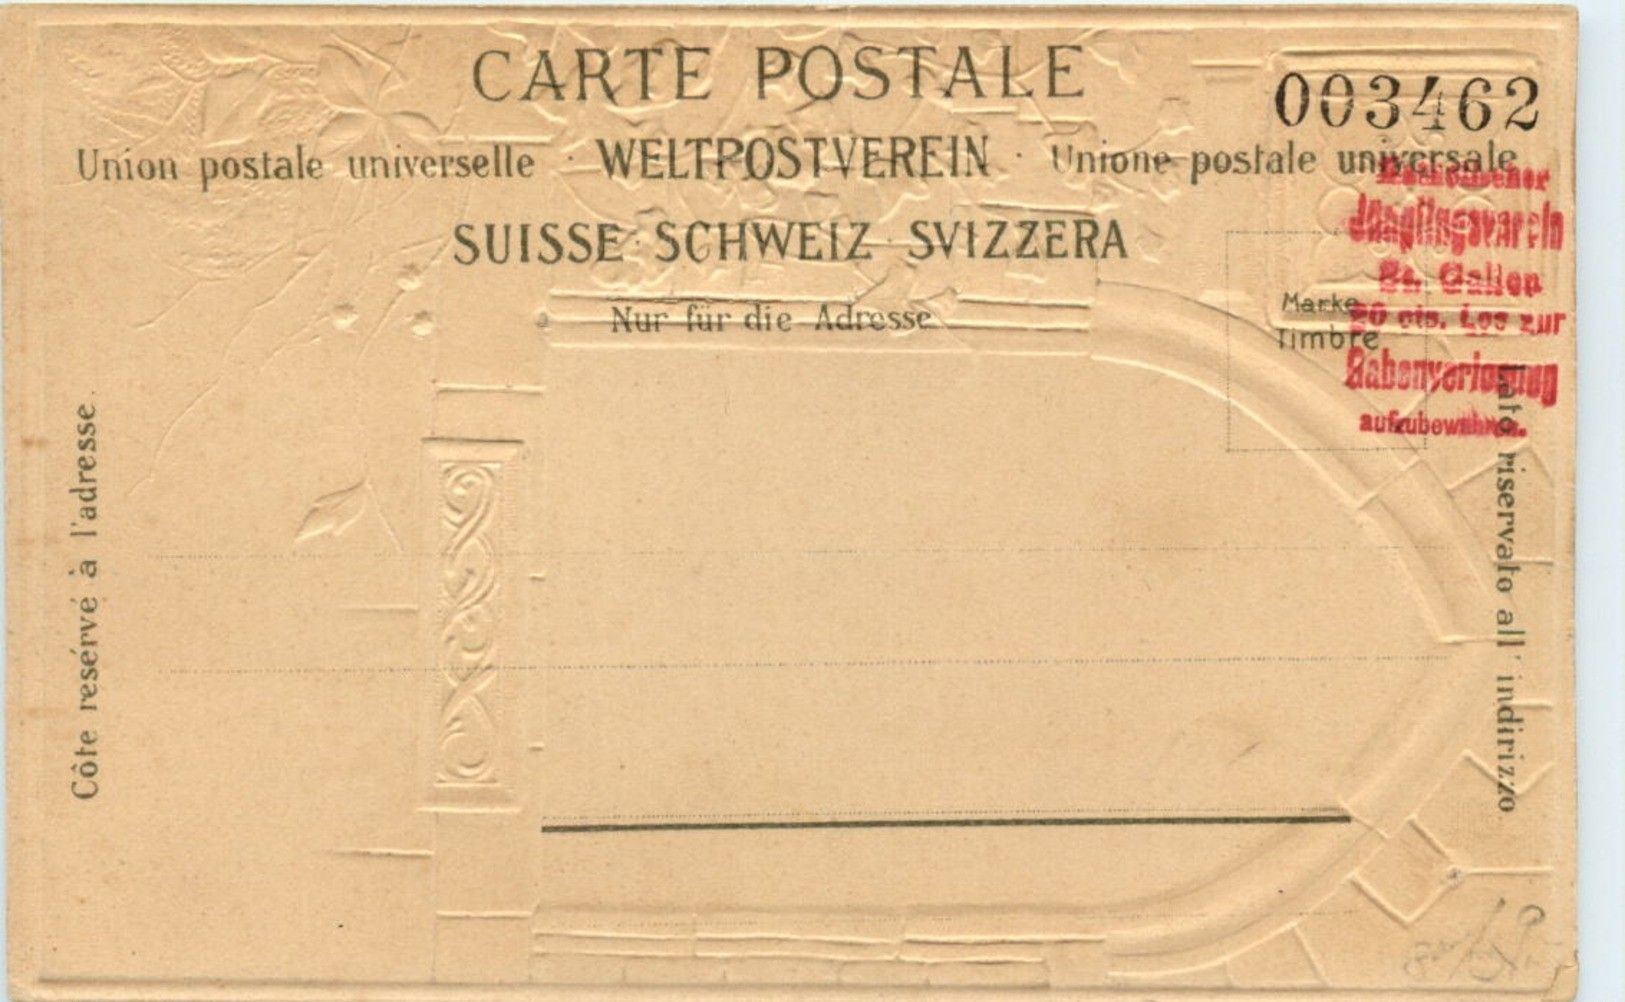 CARTE POSTALE
003462
Union postale universelle · WELTPOSTVEREIN · Unione postale universale
SUISSE · SCHWEIZ · SVIZZERA
Nur für die Adresse
Marke
Timbre
Jünglingsverein
St. Gallen
20 cts. Los zur
Gabenverlosung
aufzubewahren.
Côte resérvé à l'adresse.
Lato riservato all' indirizzo